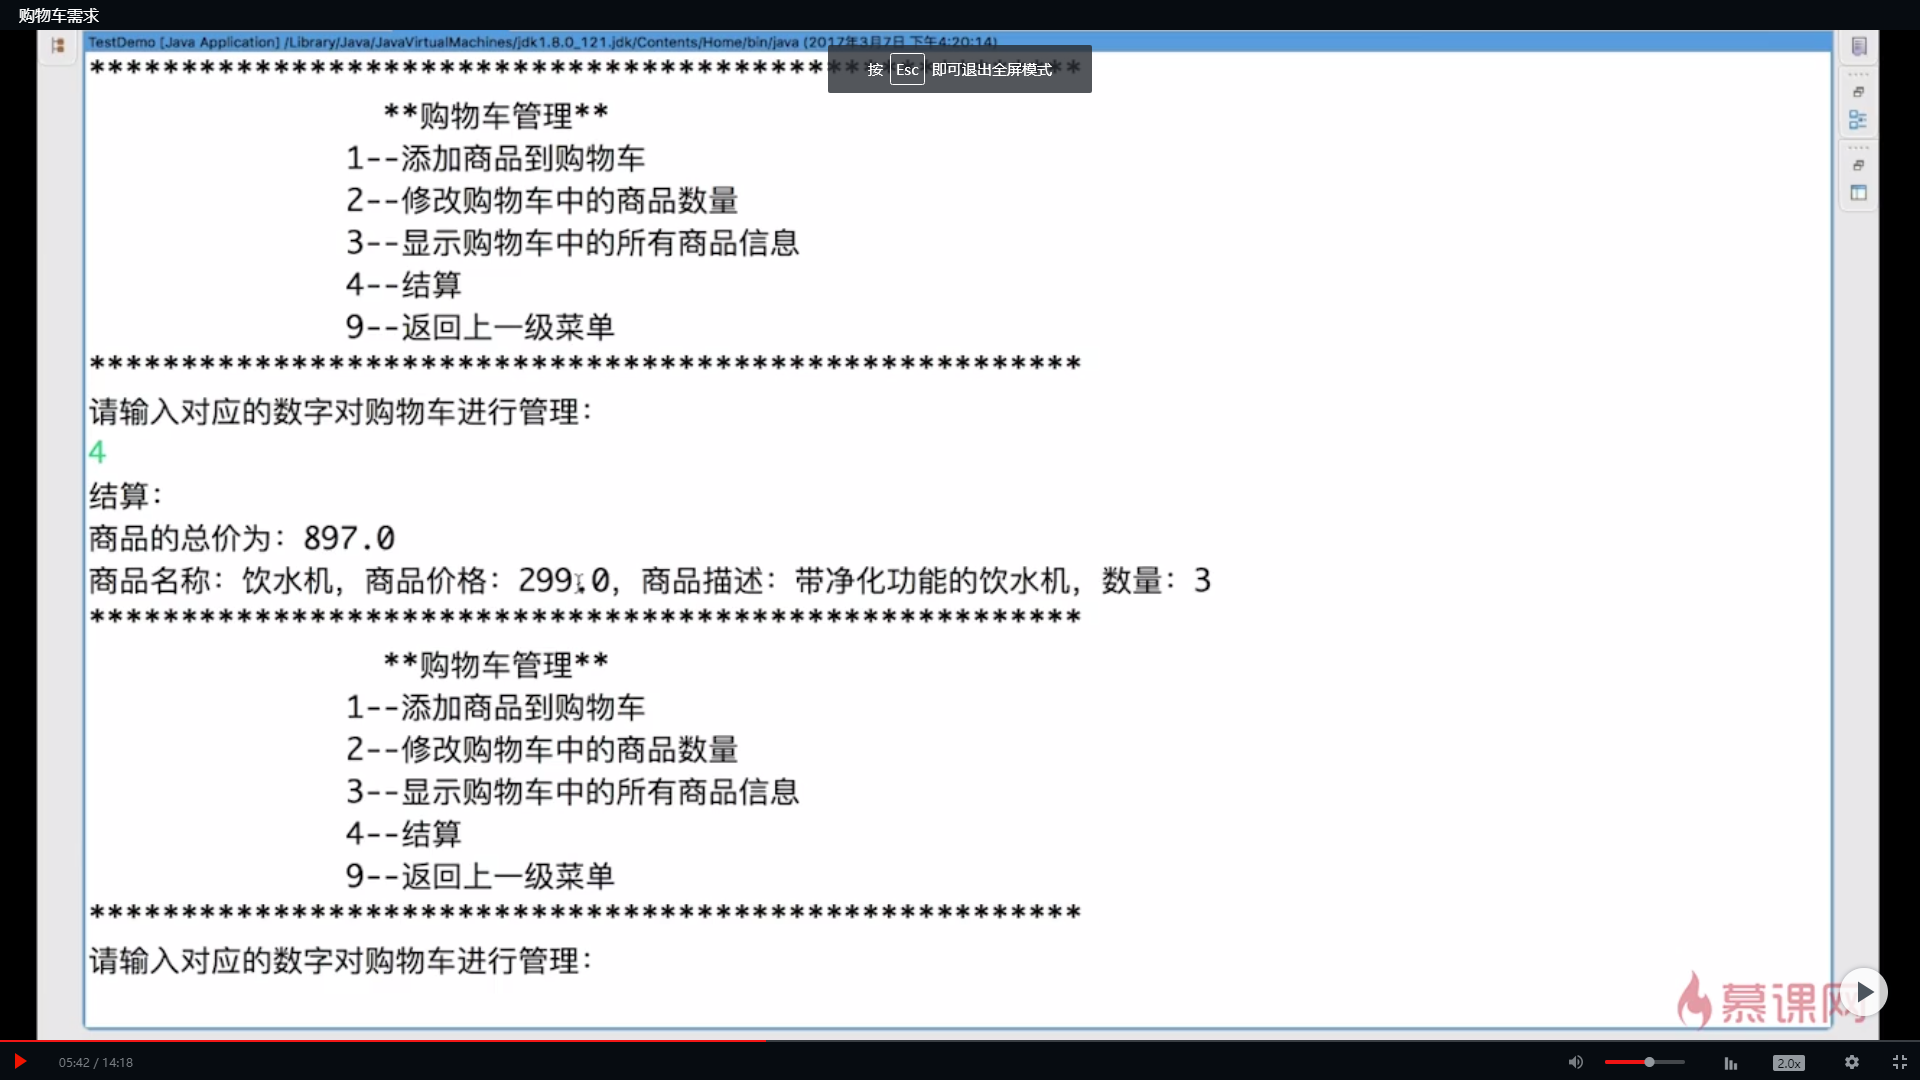 购物车需求
TestDemo [Java Application] /Library/Java/JavaVirtualMachines/jdk1.8.0_121.jdk/Contents/Home/bin/java (2017年3月7日 下午4:20:14)
按 Esc 即可退出全屏模式
**购物车管理**
1--添加商品到购物车
2--修改购物车中的商品数量
3--显示购物车中的所有商品信息
4--结算
9--返回上一级菜单
******************************************************
请输入对应的数字对购物车进行管理：
4
结算：
商品的总价为：897.0
商品名称：饮水机，商品价格：299.0，商品描述：带净化功能的饮水机，数量：3
******************************************************
**购物车管理**
1--添加商品到购物车
2--修改购物车中的商品数量
3--显示购物车中的所有商品信息
4--结算
9--返回上一级菜单
******************************************************
请输入对应的数字对购物车进行管理：
慕课网
05:42 / 14:18
2.0x